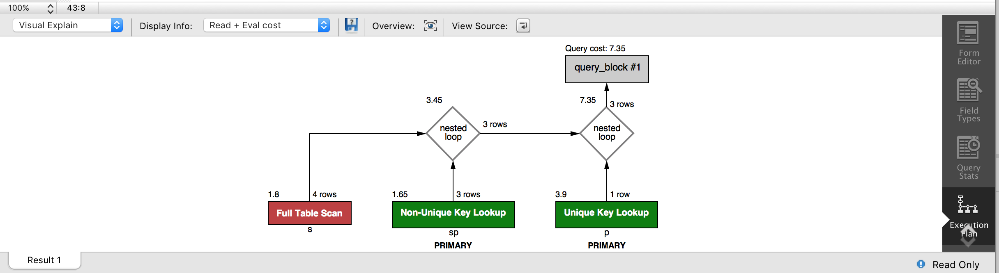 100%
43:8
Visual Explain
Display Info:
Read + Eval cost
Overview:
View Source:
Query cost: 7.35
query_block #1
3.45
7.35
3 rows
nested
loop
3 rows
nested
loop
1.8
4 rows
1.65
3 rows
3.9
1 row
Full Table Scan
Non-Unique Key Lookup
Unique Key Lookup
s
sp
p
PRIMARY
PRIMARY
Form
Editor
Field
Types
Query
Stats
Execution
Plan
Result 1
Read Only